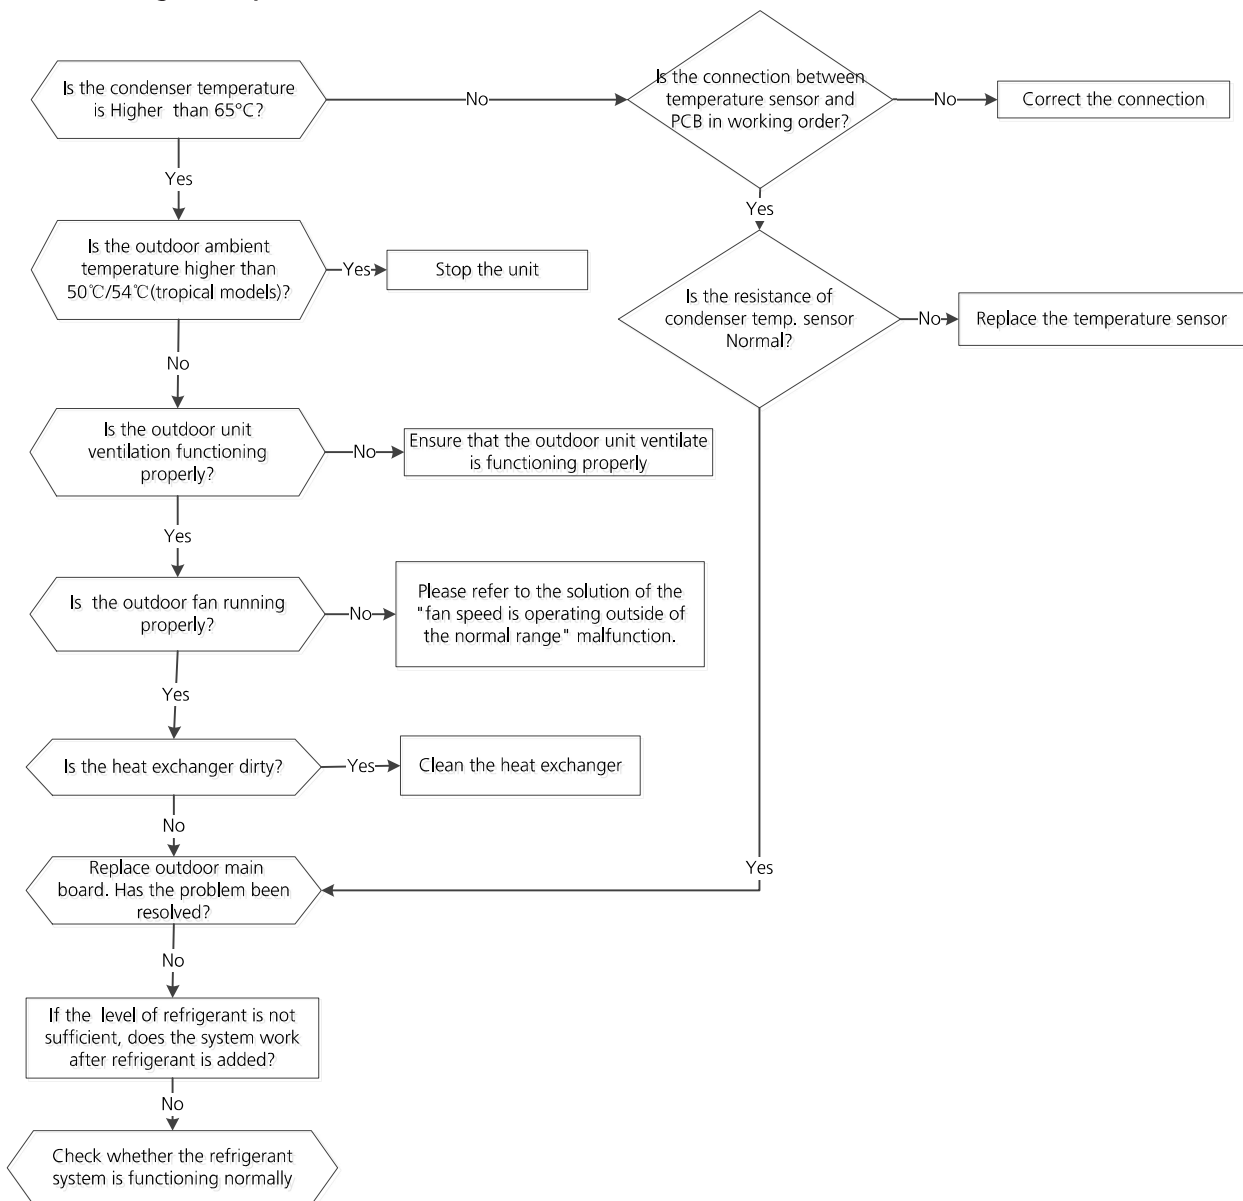 Is the condenser temperature
is Higher than 65°C?
No
Is the connection between
temperature sensor and
PCB in working order?
No
Correct the connection
Yes
Yes
Is the outdoor ambient
temperature higher than
50℃/54℃(tropical models)?
Yes
Stop the unit
Is the resistance of
condenser temp. sensor
Normal?
No
Replace the temperature sensor
No
Is the outdoor unit
ventilation functioning
properly?
No
Ensure that the outdoor unit ventilate
is functioning properly
Yes
Is the outdoor fan running
properly?
No
Please refer to the solution of the
"fan speed is operating outside of
the normal range" malfunction.
Yes
Is the heat exchanger dirty?
Yes
Clean the heat exchanger
No
Yes
Replace outdoor main
board. Has the problem been
resolved?
No
If the level of refrigerant is not
sufficient, does the system work
after refrigerant is added?
No
Check whether the refrigerant
system is functioning normally